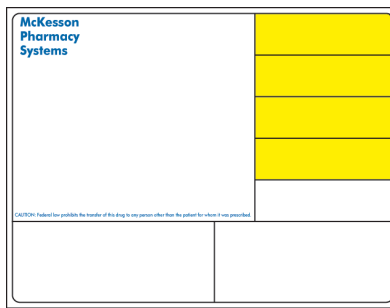 McKesson
Pharmacy
Systems
CAUTION: Federal law prohibits the transfer of this drug to any person other than the patient for whom it was prescribed.